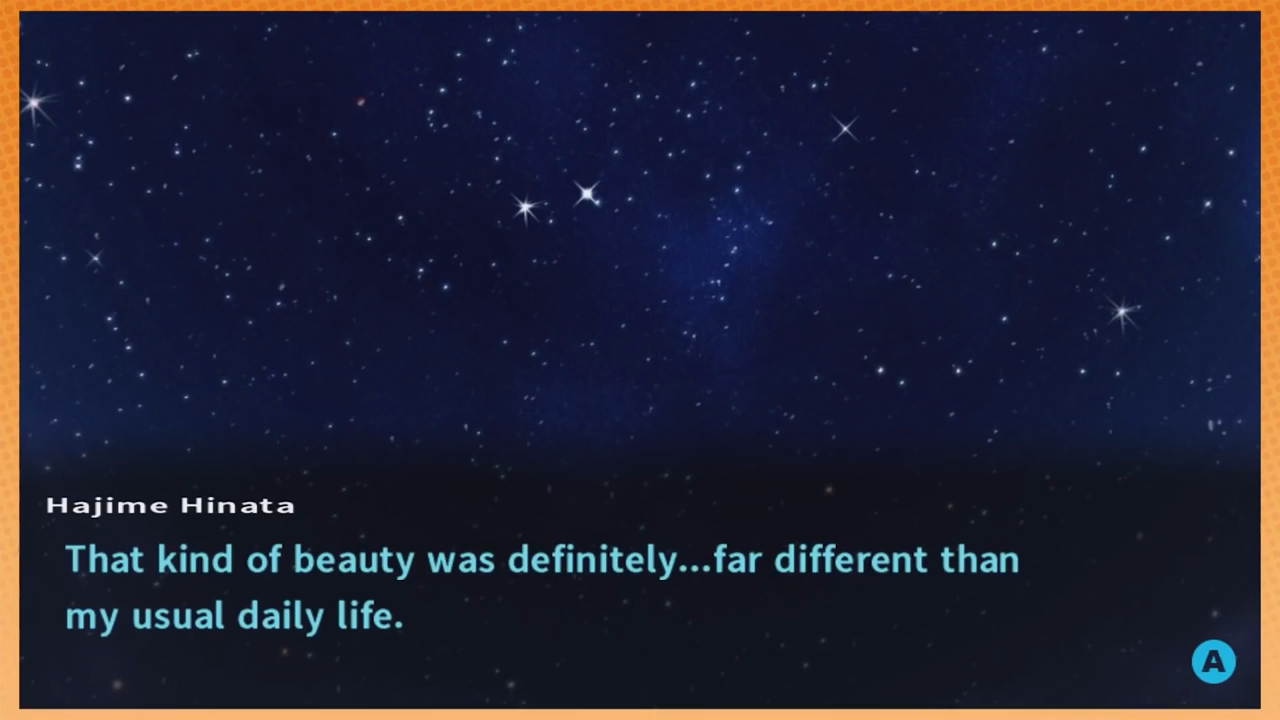 Hajime Hinata
That kind of beauty was definitely...far different than
my usual daily life.
A